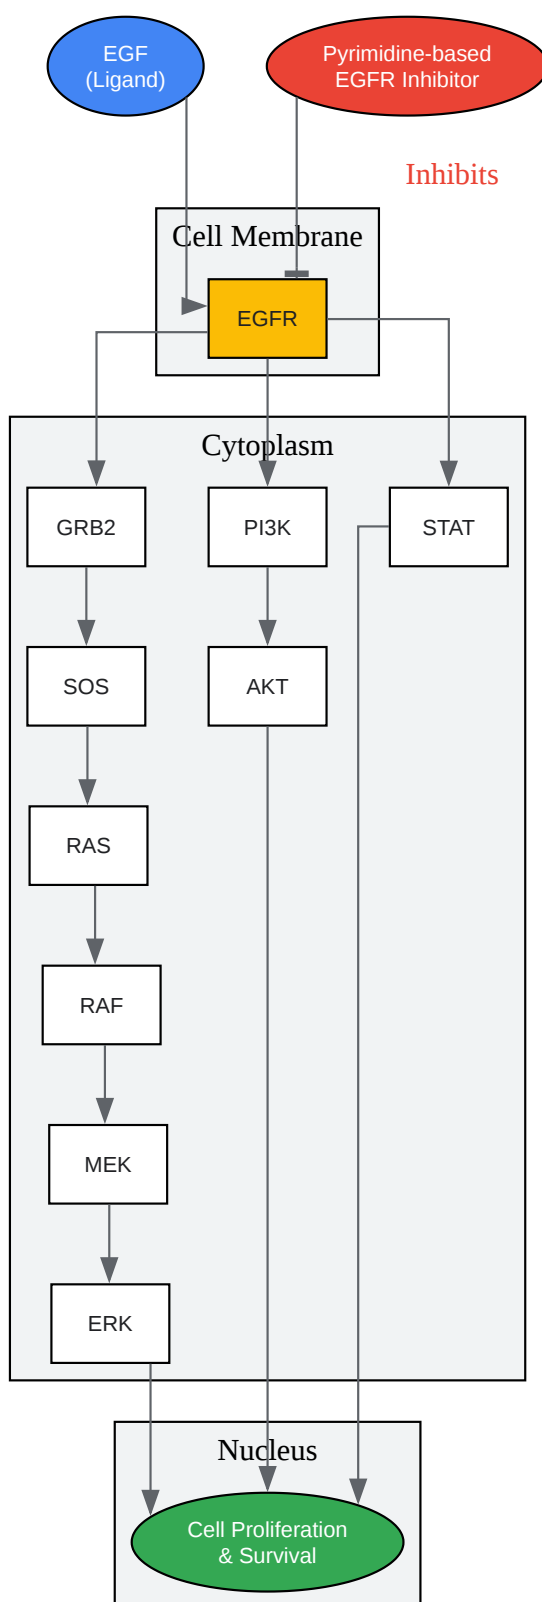 EGF
(Ligand)
Pyrimidine-based
EGFR Inhibitor
Inhibits
Cell Membrane
EGFR
Cytoplasm
GRB2
PI3K
STAT
SOS
AKT
RAS
RAF
MEK
ERK
Nucleus
Cell Proliferation
& Survival